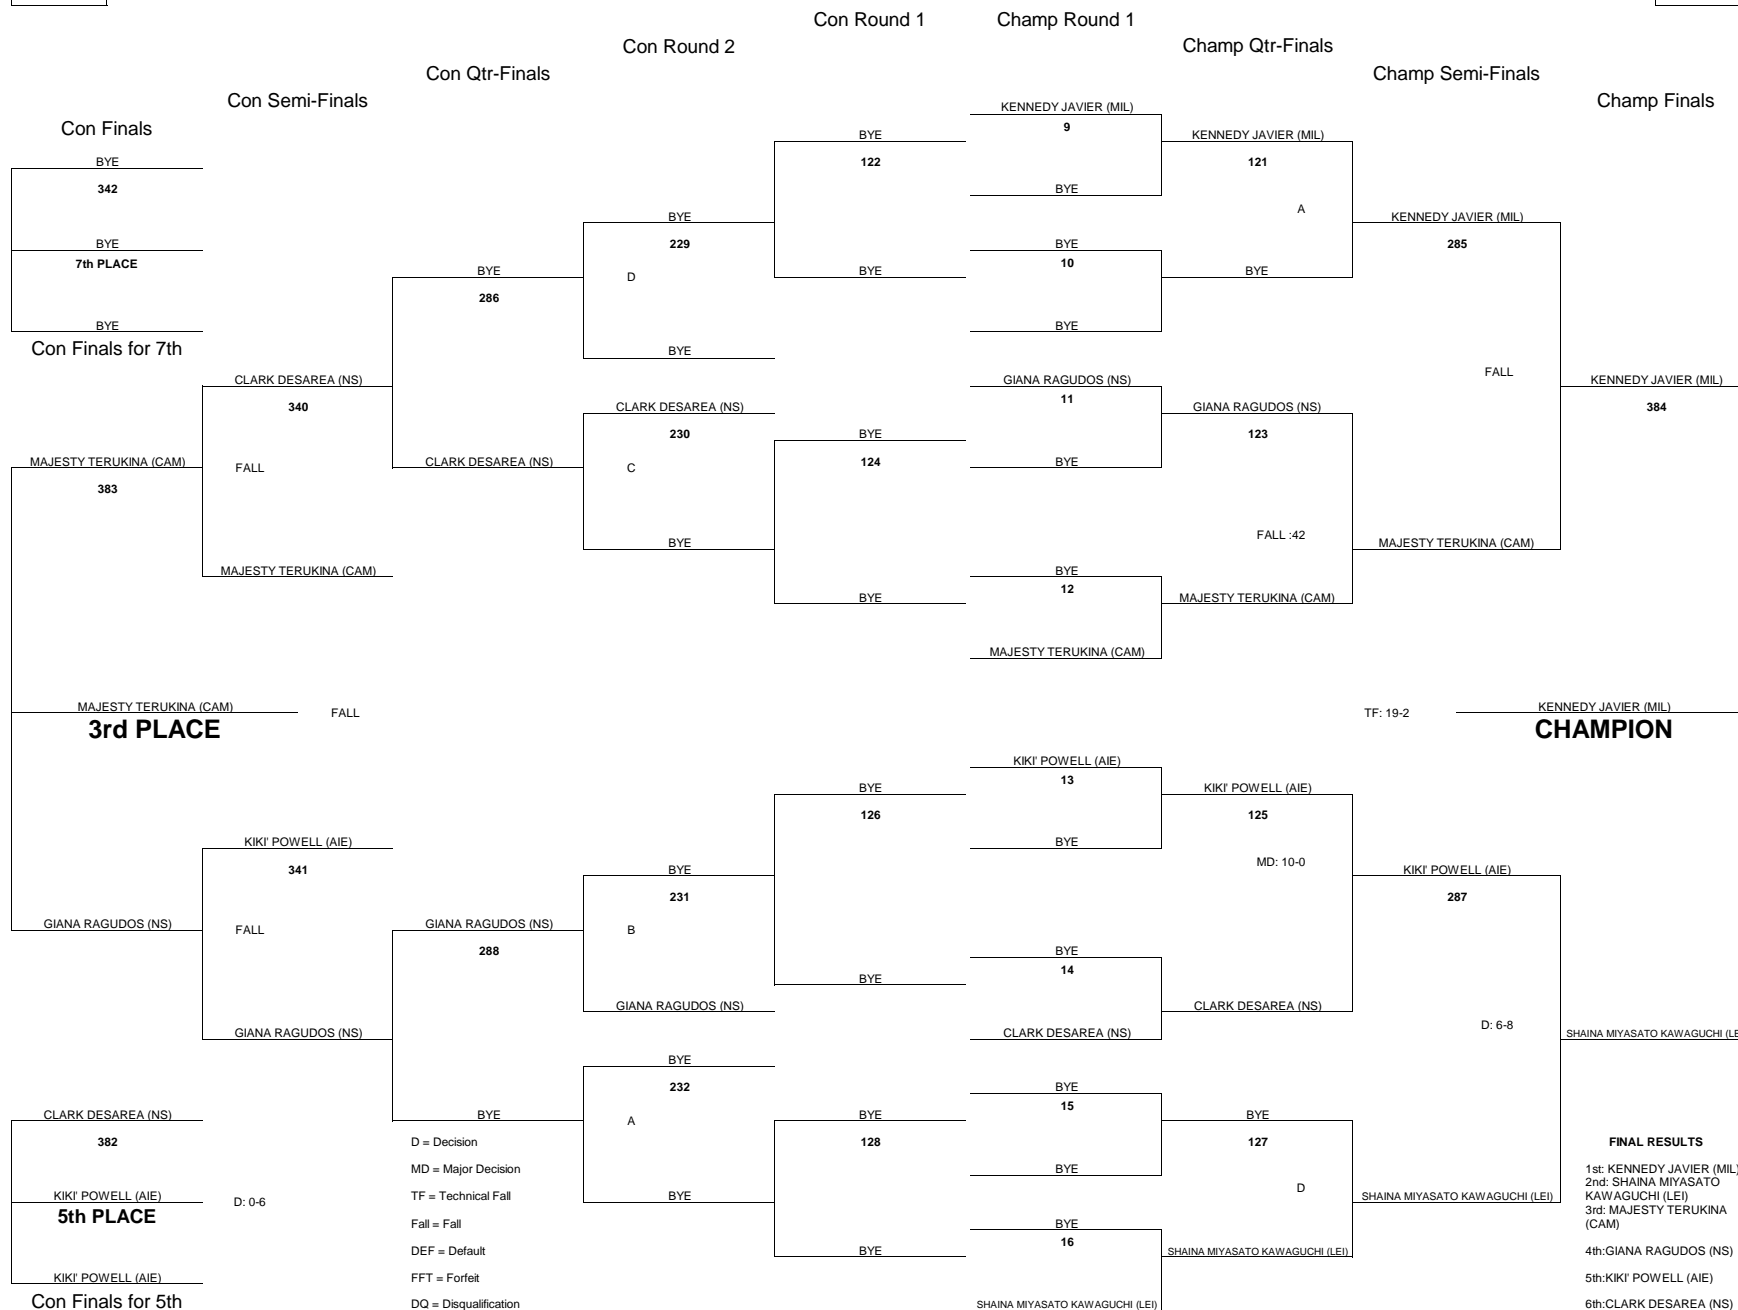 Con Round 1
Champ Round 1
Con Round 2
Champ Qtr-Finals
Con Qtr-Finals
Champ Semi-Finals
Con Semi-Finals
Champ Finals
Con Finals
KENNEDY JAVIER (MIL)
9
BYE
KENNEDY JAVIER (MIL)
BYE
122
121
342
BYE
A
BYE
KENNEDY JAVIER (MIL)
BYE
BYE
229
285
7th PLACE
10
BYE
BYE
BYE
D
286
BYE
BYE
Con Finals for 7th
BYE
FALL
CLARK DESAREA (NS)
GIANA RAGUDOS (NS)
KENNEDY JAVIER (MIL)
11
340
CLARK DESAREA (NS)
GIANA RAGUDOS (NS)
384
230
BYE
123
MAJESTY TERUKINA (CAM)
FALL
CLARK DESAREA (NS)
C
124
BYE
383
FALL :42
BYE
MAJESTY TERUKINA (CAM)
MAJESTY TERUKINA (CAM)
BYE
12
BYE
MAJESTY TERUKINA (CAM)
MAJESTY TERUKINA (CAM)
MAJESTY TERUKINA (CAM)
FALL
TF: 19-2
KENNEDY JAVIER (MIL)
3rd PLACE
CHAMPION
KIKI' POWELL (AIE)
13
BYE
KIKI' POWELL (AIE)
126
125
KIKI' POWELL (AIE)
BYE
341
BYE
MD: 10-0
KIKI' POWELL (AIE)
231
287
GIANA RAGUDOS (NS)
FALL
GIANA RAGUDOS (NS)
B
288
BYE
14
BYE
GIANA RAGUDOS (NS)
CLARK DESAREA (NS)
GIANA RAGUDOS (NS)
CLARK DESAREA (NS)
D: 6-8
SHAINA MIYASATO KAWAGUCHI (LE
BYE
232
BYE
15
CLARK DESAREA (NS)
BYE
A
BYE
BYE
382
D = Decision
128
127
FINAL RESULTS
MD = Major Decision
BYE
1st: KENNEDY JAVIER (MIL)
2nd: SHAINA MIYASATO
KIKI' POWELL (AIE)
D: 0-6
TF = Technical Fall
BYE
D
SHAINA MIYASATO KAWAGUCHI (LEI)
KAWAGUCHI (LEI)
3rd: MAJESTY TERUKINA
5th PLACE
Fall = Fall
BYE
(CAM)
16
DEF = Default
BYE
SHAINA MIYASATO KAWAGUCHI (LEI)
4th:GIANA RAGUDOS (NS)
KIKI' POWELL (AIE)
FFT = Forfeit
5th:KIKI' POWELL (AIE)
Con Finals for 5th
DQ = Disqualification
SHAINA MIYASATO KAWAGUCHI (LEI)
6th:CLARK DESAREA (NS)